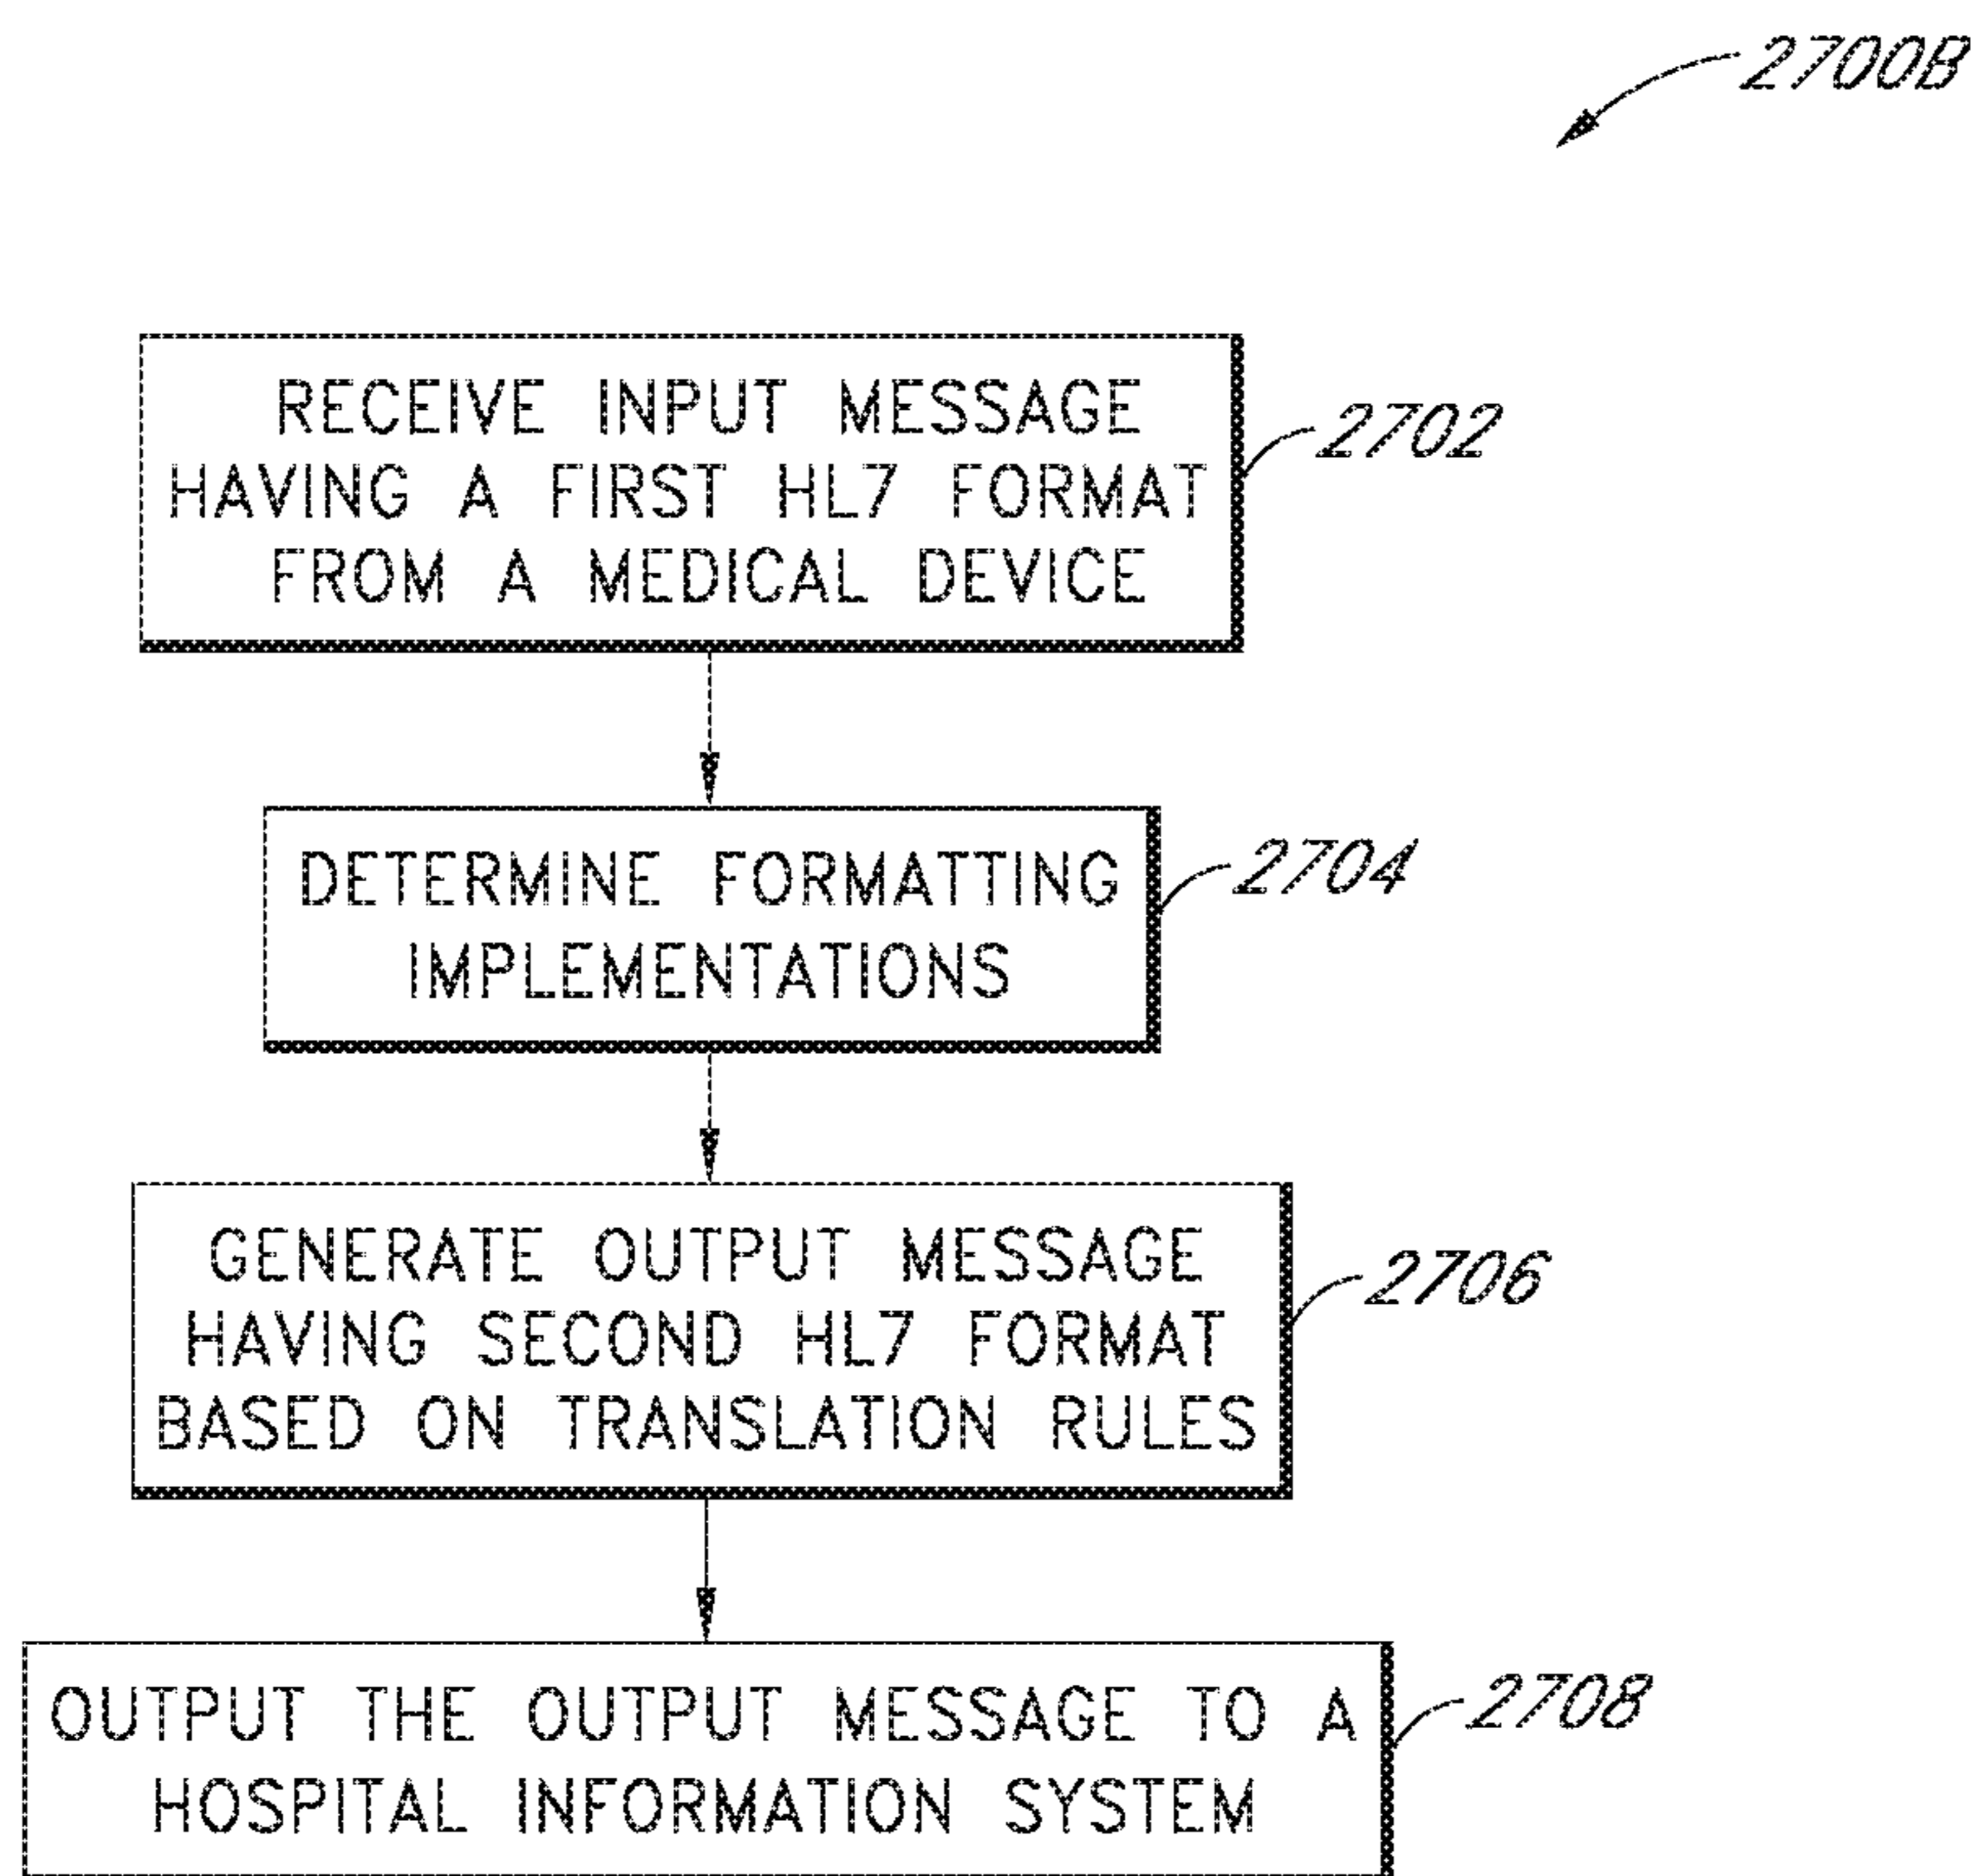 2700B
RECEIVE INPUT MESSAGE
HAVING A FIRST HL7 FORMAT
FROM A MEDICAL DEVICE
2702
DETERMINE FORMATTING
IMPLEMENTATIONS
2704
GENERATE OUTPUT MESSAGE
HAVING SECOND HL7 FORMAT
BASED ON TRANSLATION RULES
2706
OUTPUT THE OUTPUT MESSAGE TO A
HOSPITAL INFORMATION SYSTEM
2708